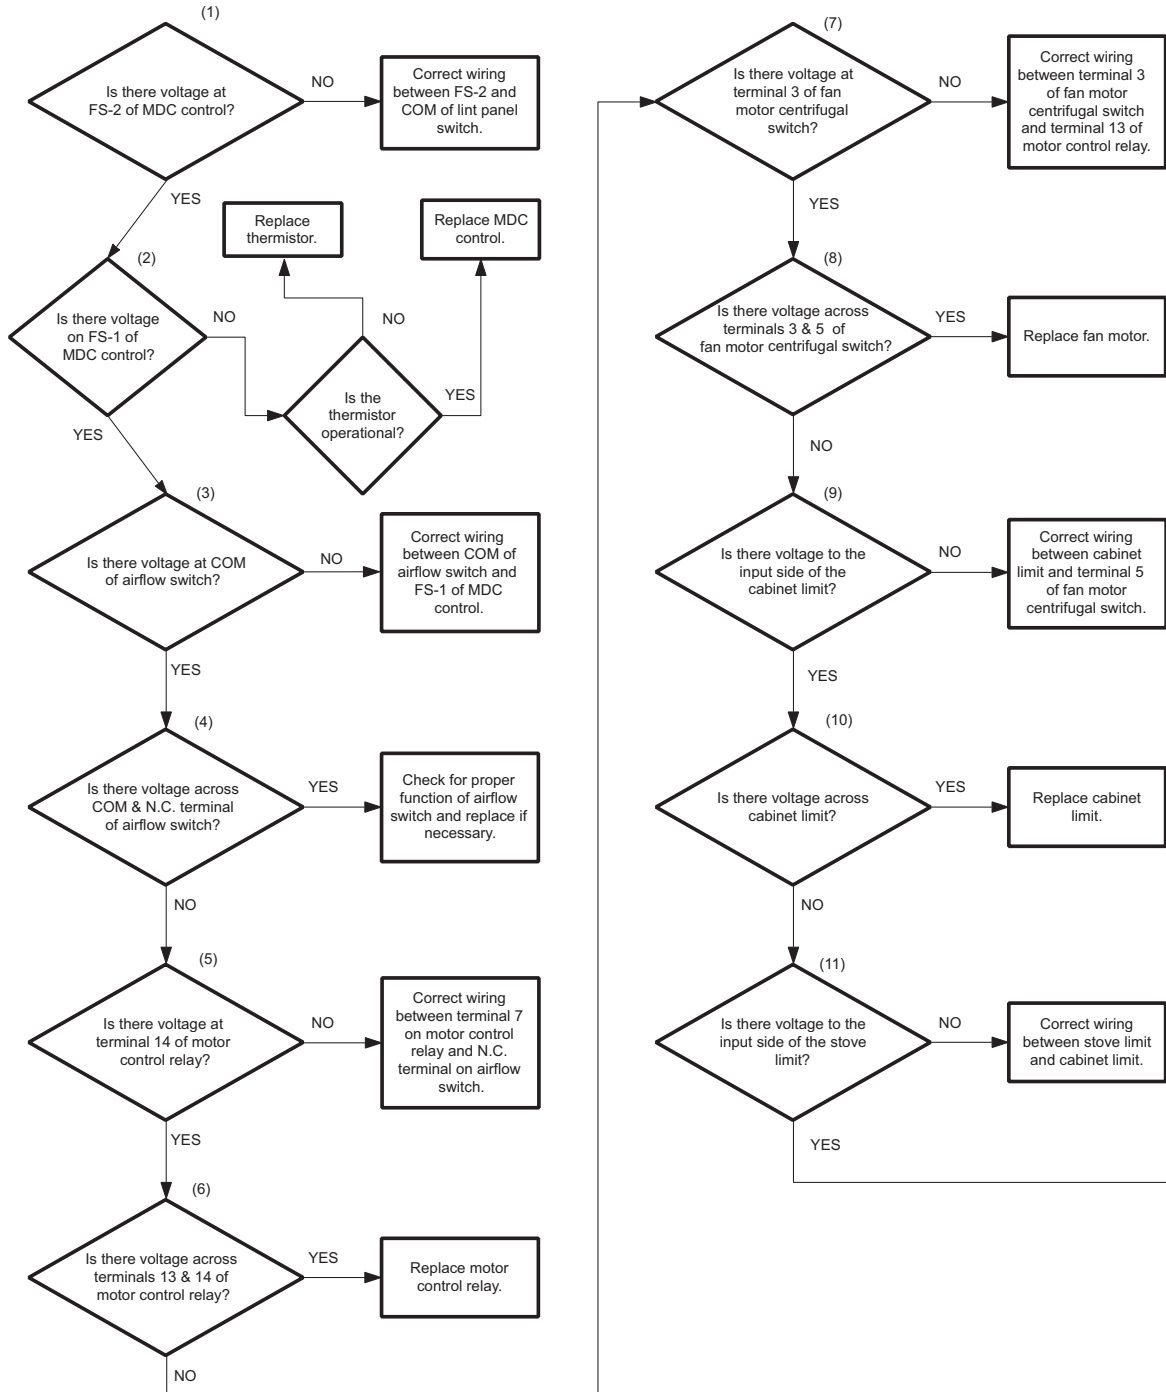 (1)
Is there voltage at
FS-2 of MDC control?
NO
Correct wiring
between FS-2 and
COM of lint panel
switch.
YES
(2)
Is there voltage
on FS-1 of
MDC control?
NO
Replace
thermistor.
Replace MDC
control.
NO
YES
Is the
thermistor
operational?
YES
(3)
Is there voltage at COM
of airflow switch?
NO
Correct wiring
between COM of
airflow switch and
FS-1 of MDC
control.
YES
(4)
Is there voltage across
COM & N.C. terminal
of airflow switch?
YES
Check for proper
function of airflow
switch and replace if
necessary.
NO
(5)
Is there voltage at
terminal 14 of motor
control relay?
NO
Correct wiring
between terminal 7
on motor control
relay and N.C.
terminal on airflow
switch.
YES
(6)
Is there voltage across
terminals 13 & 14 of
motor control relay?
YES
Replace motor
control relay.
NO
(7)
Is there voltage at
terminal 3 of fan
motor centrifugal
switch?
NO
Correct wiring
between terminal 3
of fan motor
centrifugal switch
and terminal 13 of
motor control relay.
YES
(8)
Is there voltage across
terminals 3 & 5 of
fan motor centrifugal switch?
YES
Replace fan motor.
NO
(9)
Is there voltage to the
input side of the
cabinet limit?
NO
Correct wiring
between cabinet
limit and terminal 5
of fan motor
centrifugal switch.
YES
(10)
Is there voltage across
cabinet limit?
YES
Replace cabinet
limit.
NO
(11)
Is there voltage to the
input side of the stove
limit?
NO
Correct wiring
between stove limit
and cabinet limit.
YES